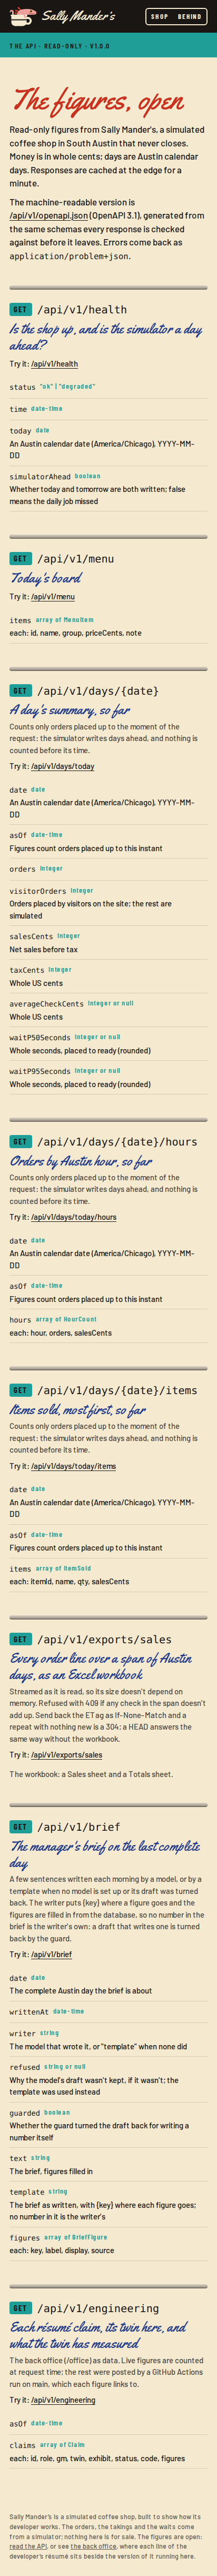 Sally Mander's
SHOP BEHIND
THE API · READ-ONLY · V1.0.0
The figures, open
Read-only figures from Sally Mander's, a simulated
coffee shop in South Austin that never closes.
Money is in whole cents; days are Austin calendar
days. Responses are cached at the edge for a
minute.
The machine-readable version is
/api/v1/openapi.json (OpenAPI 3.1), generated from
the same schemas every response is checked
against before it leaves. Errors come back as
application/problem+json.
GET /api/v1/health
Is the shop up, and is the simulator a day
ahead?
Try it: /api/v1/health
status "ok" | "degraded"
time date-time
today date
An Austin calendar date (America/Chicago), YYYY-MM-
DD
simulatorAhead boolean
Whether today and tomorrow are both written; false
means the daily job missed
GET /api/v1/menu
Today's board
Try it: /api/v1/menu
items array of MenuItem
each: id, name, group, priceCents, note
GET /api/v1/days/{date}
A day's summary, so far
Counts only orders placed up to the moment of the
request: the simulator writes days ahead, and nothing is
counted before its time.
Try it: /api/v1/days/today
date date
An Austin calendar date (America/Chicago), YYYY-MM-
DD
asOf date-time
Figures count orders placed up to this instant
orders integer
visitorOrders integer
Orders placed by visitors on the site; the rest are
simulated
salesCents integer
Net sales before tax
taxCents integer
Whole US cents
averageCheckCents integer or null
Whole US cents
waitP50Seconds integer or null
Whole seconds, placed to ready (rounded)
waitP95Seconds integer or null
Whole seconds, placed to ready (rounded)
GET /api/v1/days/{date}/hours
Orders by Austin hour, so far
Counts only orders placed up to the moment of the
request: the simulator writes days ahead, and nothing is
counted before its time.
Try it: /api/v1/days/today/hours
date date
An Austin calendar date (America/Chicago), YYYY-MM-
DD
asOf date-time
Figures count orders placed up to this instant
hours array of HourCount
each: hour, orders, salesCents
GET /api/v1/days/{date}/items
Items sold, most first, so far
Counts only orders placed up to the moment of the
request: the simulator writes days ahead, and nothing is
counted before its time.
Try it: /api/v1/days/today/items
date date
An Austin calendar date (America/Chicago), YYYY-MM-
DD
asOf date-time
Figures count orders placed up to this instant
items array of ItemSold
each: itemId, name, qty, salesCents
GET /api/v1/exports/sales
Every order line over a span of Austin
days, as an Excel workbook
Streamed as it is read, so its size doesn't depend on
memory. Refused with 409 if any check in the span doesn't
add up. Send back the ETag as If-None-Match and a
repeat with nothing new is a 304; a HEAD answers the
same way without the workbook.
Try it: /api/v1/exports/sales
The workbook: a Sales sheet and a Totals sheet.
GET /api/v1/brief
The manager's brief on the last complete
day
A few sentences written each morning by a model, or by a
template when no model is set up or its draft was turned
back. The writer puts {key} where a figure goes and the
figures are filled in from the database, so no number in the
brief is the writer's own: a draft that writes one is turned
back by the guard.
Try it: /api/v1/brief
date date
The complete Austin day the brief is about
writtenAt date-time
writer string
The model that wrote it, or "template" when none did
refused string or null
Why the model's draft wasn't kept, if it wasn't; the
template was used instead
guarded boolean
Whether the guard turned the draft back for writing a
number itself
text string
The brief, figures filled in
template string
The brief as written, with {key} where each figure goes;
no number in it is the writer's
figures array of BriefFigure
each: key, label, display, source
GET /api/v1/engineering
Each résumé claim, its twin here, and
what the twin has measured
The back office (/office) as data. Live figures are counted
at request time; the rest were posted by a GitHub Actions
run on main, which each figure links to.
Try it: /api/v1/engineering
asOf date-time
claims array of Claim
each: id, role, gm, twin, exhibit, status, code, figures
Sally Mander's is a simulated coffee shop, built to show how its
developer works. The orders, the takings and the waits come
from a simulator; nothing here is for sale. The figures are open:
read the API, or see the back office, where each line of the
developer's résumé sits beside the version of it running here.